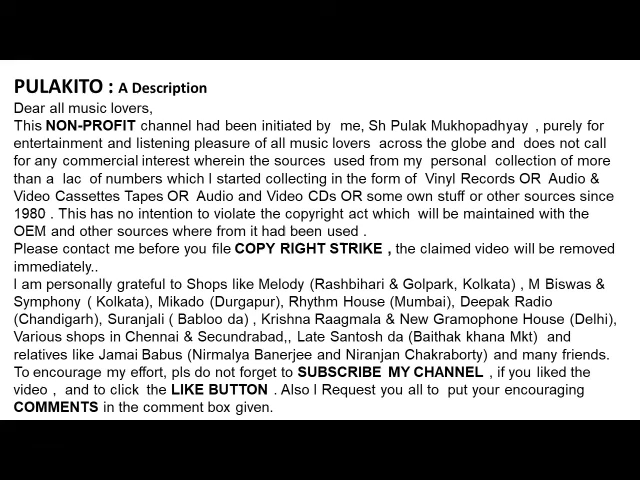 PULAKITO : A Description
Dear all music lovers,
This NON-PROFIT channel had been initiated by me, Sh Pulak Mukhopadhyay , purely for
entertainment and listening pleasure of all music lovers across the globe and does not call
for any commercial interest wherein the sources used from my personal collection of more
than a lac of numbers which I started collecting in the form of Vinyl Records OR Audio &
Video Cassettes Tapes OR Audio and Video CDs OR some own stuff or other sources since
1980 . This has no intention to violate the copyright act which will be maintained with the
OEM and other sources where from it had been used .
Please contact me before you file COPY RIGHT STRIKE , the claimed video will be removed
immediately..
I am personally grateful to Shops like Melody (Rashbihari & Golpark, Kolkata) , M Biswas &
Symphony ( Kolkata), Mikado (Durgapur), Rhythm House (Mumbai), Deepak Radio
(Chandigarh), Suranjali ( Babloo da) , Krishna Raagmala & New Gramophone House (Delhi),
Various shops in Chennai & Secundrabad,, Late Santosh da (Baithak khana Mkt) and
relatives like Jamai Babus (Nirmalya Banerjee and Niranjan Chakraborty) and many friends.
To encourage my effort, pls do not forget to SUBSCRIBE MY CHANNEL , if you liked the
video , and to click the LIKE BUTTON . Also I Request you all to put your encouraging
COMMENTS in the comment box given.